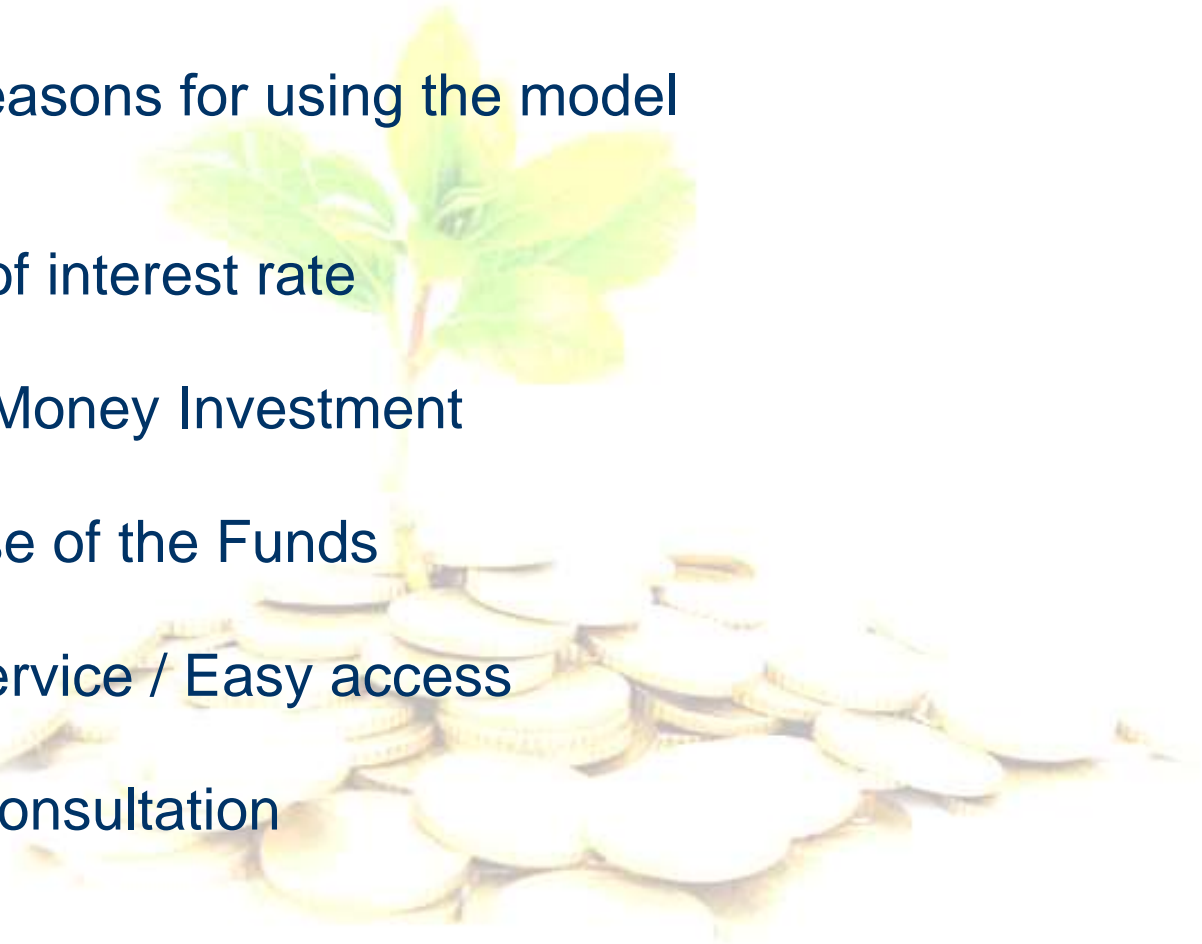 easons for using the model
of interest rate
Money Investment
se of the Funds
ervice / Easy access
onsultation